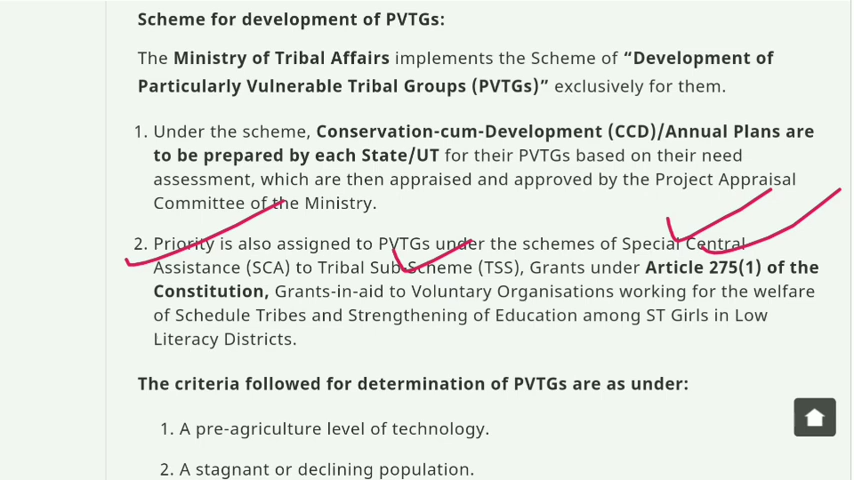 Scheme for development of PVTGs:
The Ministry of Tribal Affairs implements the Scheme of “Development of
Particularly Vulnerable Tribal Groups (PVTGs)” exclusively for them.
1. Under the scheme, Conservation-cum-Development (CCD)/Annual Plans are
to be prepared by each State/UT for their PVTGs based on their need
assessment, which are then appraised and approved by the Project Appraisal
Committee of the Ministry.
2. Priority is also assigned to PVTGs under the schemes of Special Central
Assistance (SCA) to Tribal Sub-Scheme (TSS), Grants under Article 275(1) of the
Constitution, Grants-in-aid to Voluntary Organisations working for the welfare
of Schedule Tribes and Strengthening of Education among ST Girls in Low
Literacy Districts.
The criteria followed for determination of PVTGs are as under:
1. A pre-agriculture level of technology.
2. A stagnant or declining population.